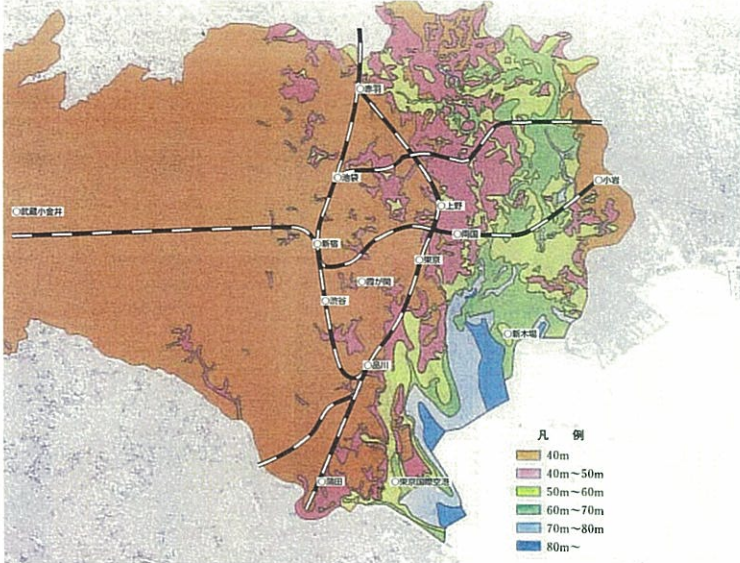 ○赤羽
○池袋
○小岩
○上野
○武蔵小金井
○両国
○新宿
○東京
○霞が関
○渋谷
○新木場
○品川
○蒲田
○東京国際空港
凡 例
40m
40m～50m
50m～60m
60m～70m
70m～80m
80m～